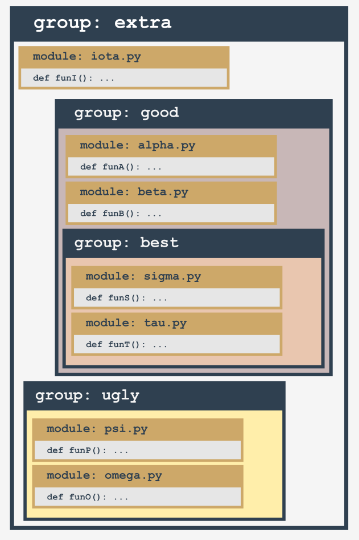 group: extra
module: iota.py
def funI(): ...
group: good
module: alpha.py
def funA(): ...
module: beta.py
def funB(): ...
group: best
module: sigma.py
def funS(): ...
module: tau.py
def funT(): ...
group: ugly
module: psi.py
def funP(): ...
module: omega.py
def funO(): ...